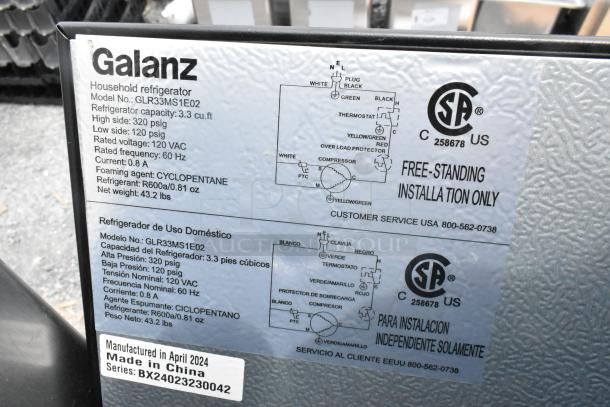 Galanz
Household refrigerator
Model No.: GLR33MS1E02
Refrigerator capacity: 3.3 cu.ft
High side: 320 psig
Low side: 120 psig
Rated voltage: 120 VAC
Rated frequency: 60 Hz
Current: 0.8 A
Foaming agent: CYCLOPENTANE
Refrigerant: R600a/0.81 oz
Net weight: 43.2 lbs
N E L
WHITE PLUG
BLACK
GREEN
BLACK
H
THERMOSTAT
C
YELLOW/GREEN
RED
OVER LOAD PROTECTOR
WHITE
COMPRESSOR
PTC
S
M
YELLOW/GREEN
CSA
®
C US
258678
FREE-STANDING
INSTALLATION ONLY
CUSTOMER SERVICE USA 800-562-0738
Refrigerador de Uso Doméstico
Modelo No.: GLR33MS1E02
Capacidad del Refrigerador: 3.3 pies cúbicos
Alta Presión: 320 psig
Baja Presión: 120 psig
Tensión Nominal: 120 VAC
Frecuencia Nominal: 60 Hz
Corriente: 0.8 A
Agente Espumante: CICLOPENTANO
Refrigerante: R600a/0.81 oz
Peso Neto: 43.2 lbs
N E L
BLANCO CLAVIJA
VERDE
NEGRO
H
TERMOSTATO
C
VERDE/AMARILLO
ROJO
PROTECTOR DE SOBRECARGA
BLANCO
COMPRESOR
PTC
S
M
VERDE/AMARILLO
CSA
®
C US
258678
PARA INSTALACION
INDEPENDIENTE SOLAMENTE
SERVICIO AL CLIENTE EEUU 800-562-0738
Manufactured in April 2024
Made in China
Series: BX24023230042